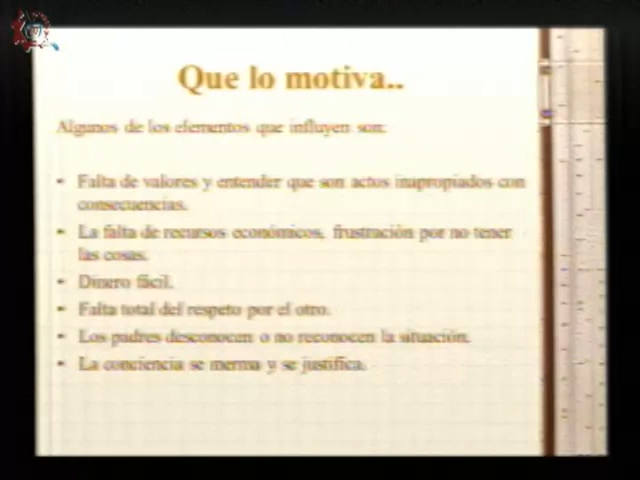 Que lo motiva..
Algunos de los elementos que influyen son:
• Falta de valores y entender que son actos inapropiados con
consecuencias.
• La falta de recursos económicos, frustración por no tener
las cosas.
• Dinero fácil.
• Falta total del respeto por el otro.
• Los padres desconocen o no reconocen la situación.
• La conciencia se merma y se justifica.